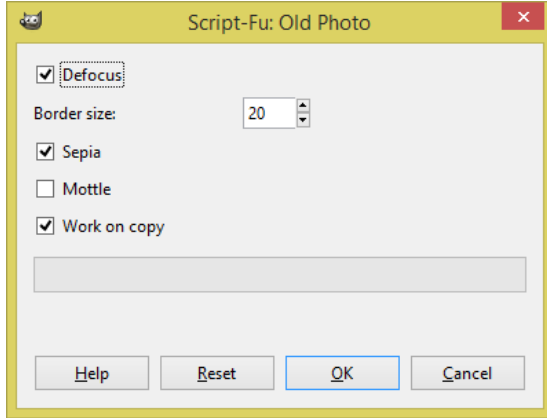 Script-Fu: Old Photo
Defocus
Border size: 20
Sepia
Mottle
Work on copy
Help Reset OK Cancel